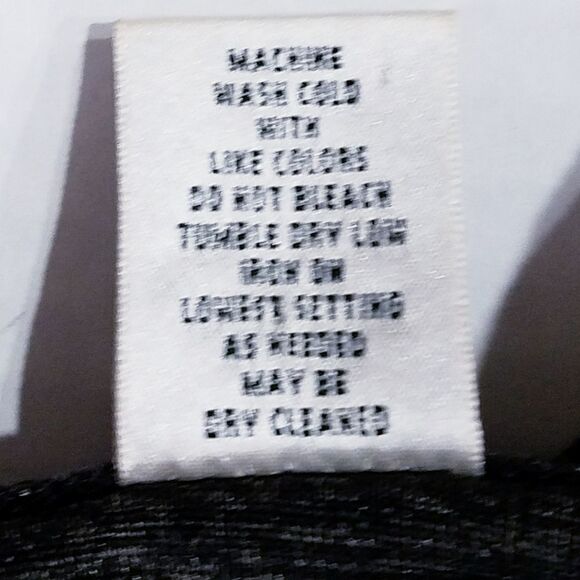 MACHINE
WASH COLD
WITH
LIKE COLORS
DO NOT BLEACH
TUMBLE DRY LOW
IRON ON
LOWEST SETTING
AS NEEDED
MAY BE
DRY CLEANED